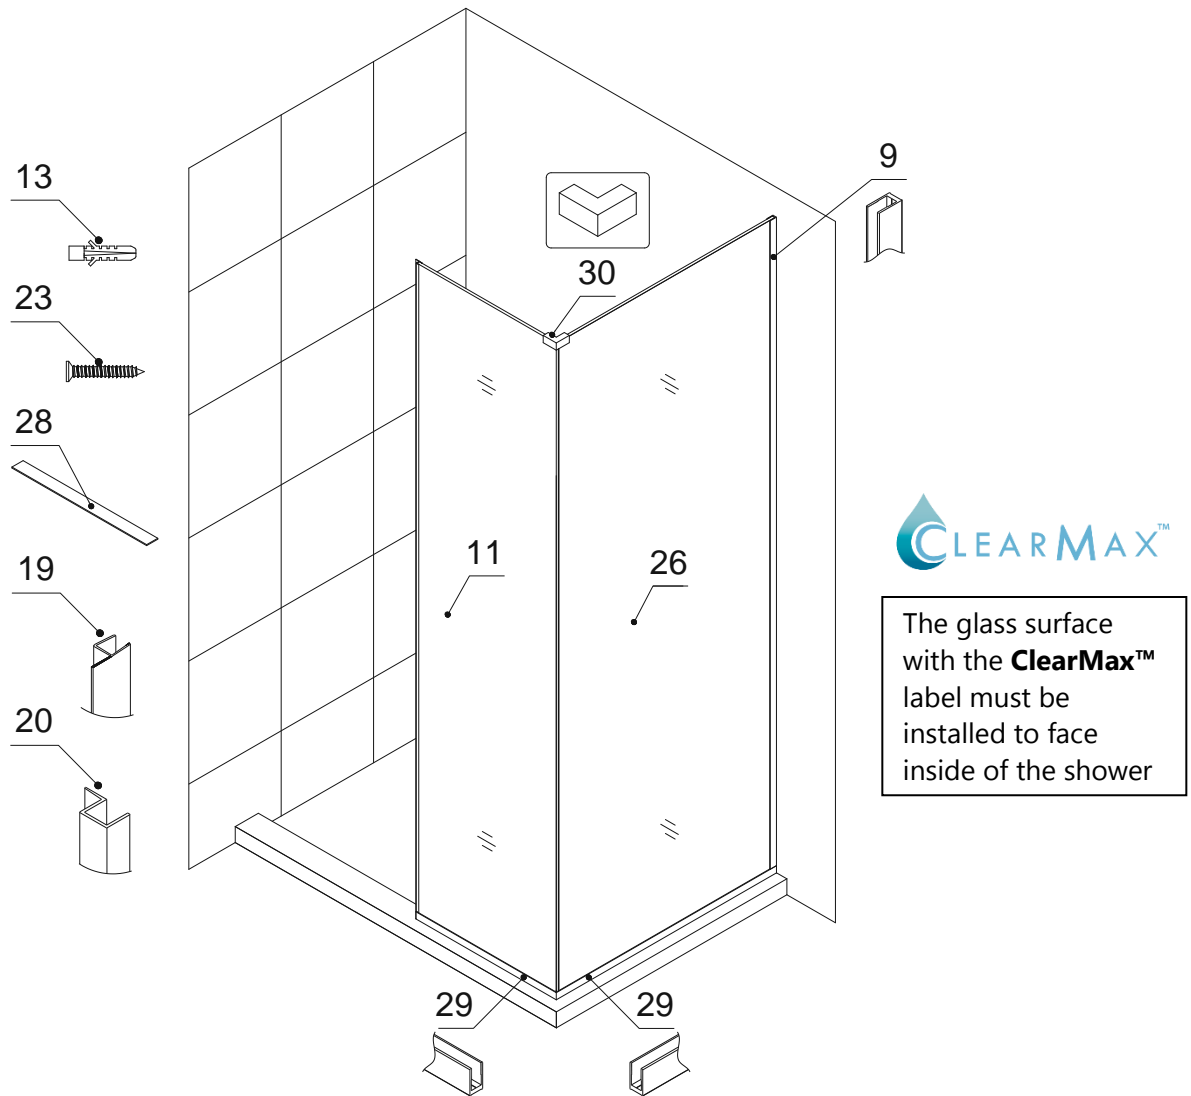 13
9
30
23
28
19
11
26
CLEARMAX™
The glass surface
with the ClearMax™
label must be
installed to face
inside of the shower
20
29
29